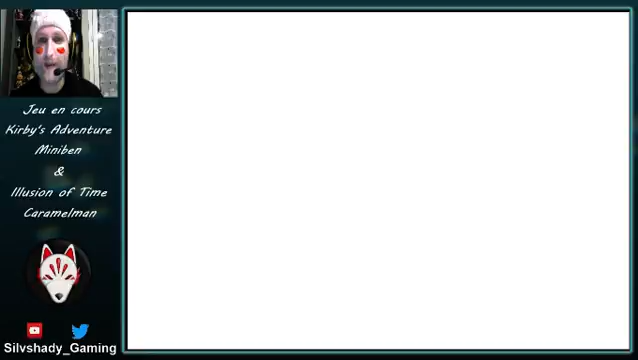 Jeu en cours
Kirby's Adventure
Miniben
&
Illusion of Time
Caramelman
Silvshady_Gaming